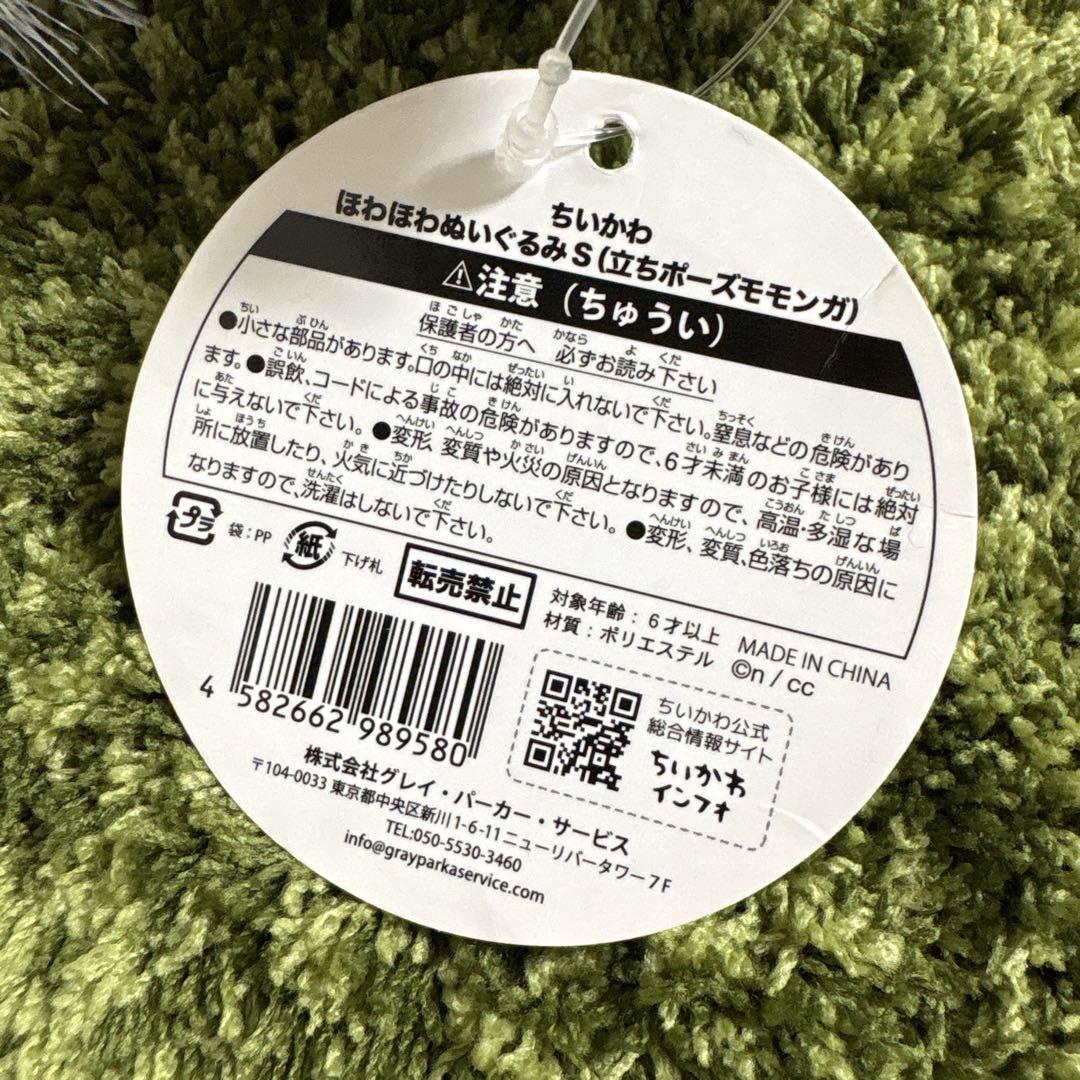 ちいかわ
ほわほわぬいぐるみS(立ちポーズモモンガ)
⚠注意(ちゅうい)
保護者の方へ 必ずお読み下さい
●小さな部品があります。口の中には絶対に入れないで下さい。窒息などの危険があり
ます。●誤飲、コードによる事故の危険がありますので、6才未満のお子様には絶対
に与えないで下さい。●変形、変質や火災の原因となりますので、高温・多湿な場
所に放置したり、火気に近づけたりしないで下さい。●変形、変質、色落ちの原因に
なりますので、洗濯はしないで下さい。
プラ 袋:PP 紙 下げ札 転売禁止
対象年齢:6才以上
材質:ポリエステル
MADE IN CHINA
©n / cc
4 582662 989580
ちいかわ公式
総合情報サイト
ちいかわ
インフォ
株式会社グレイ・パーカー・サービス
〒104-0033 東京都中央区新川1-6-11 ニューリバータワー7F
TEL:050-5530-3460
info@grayparkaservice.com